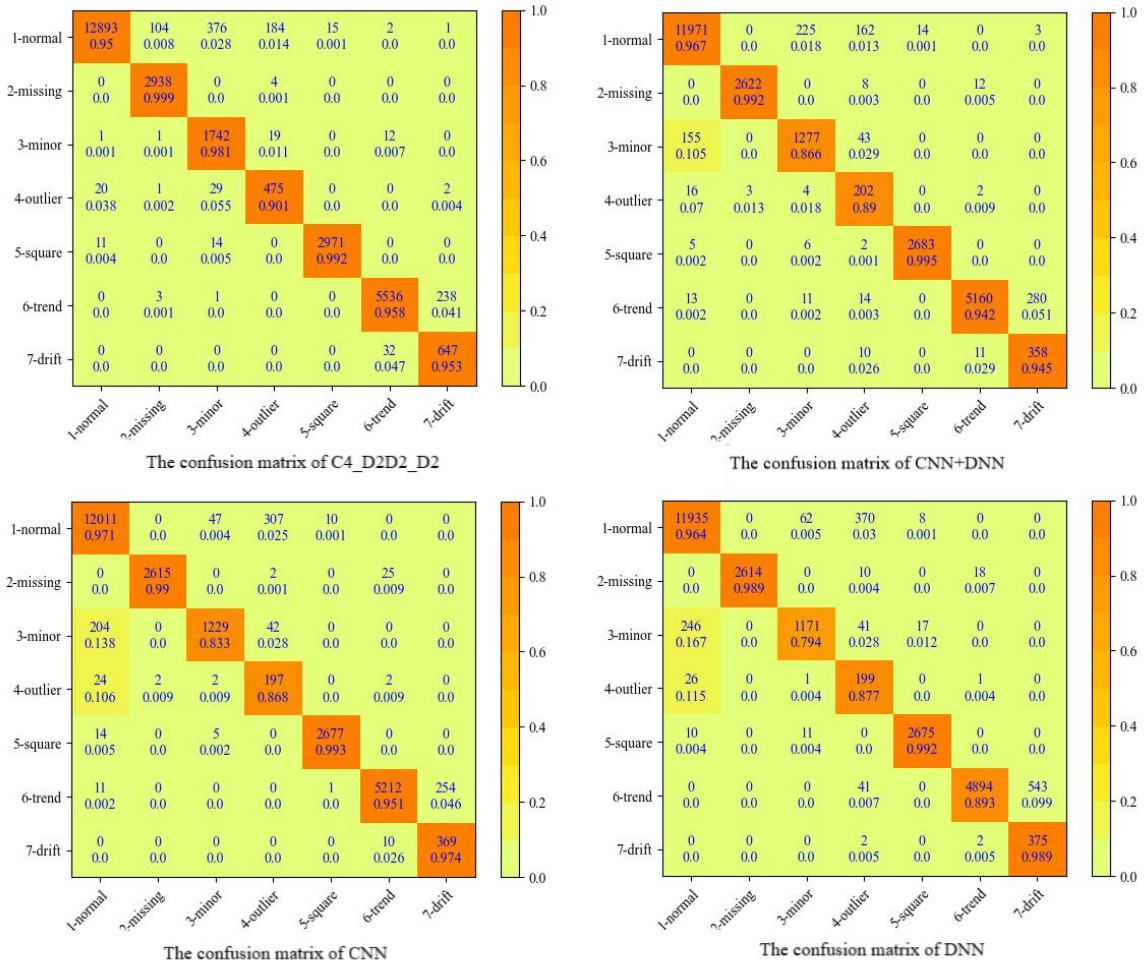 12893 104 376 184 15 2 1
1-normal
0.95 0.008 0.028 0.014 0.001 0.0 0.0
0 2938 0 4 0 0 0
2-missing
0.0 0.999 0.0 0.001 0.0 0.0 0.0
1 1 1742 19 0 12 0
3-minor
0.001 0.001 0.981 0.011 0.0 0.007 0.0
20 1 29 475 0 0 2
4-outlier
0.038 0.002 0.055 0.901 0.0 0.0 0.004
11 0 14 0 2971 0 0
5-square
0.004 0.0 0.005 0.0 0.992 0.0 0.0
0 3 1 0 0 5536 238
6-trend
0.0 0.001 0.0 0.0 0.0 0.958 0.041
0 0 0 0 0 32 647
7-drift
0.0 0.0 0.0 0.0 0.0 0.047 0.953
1-normal 2-missing 3-minor 4-outlier 5-square 6-trend 7-drift
1.0
0.8
0.6
0.4
0.2
0.0
The confusion matrix of C4_D2D2_D2
11971 0 225 162 14 0 3
1-normal
0.967 0.0 0.018 0.013 0.001 0.0 0.0
0 2622 0 8 0 12 0
2-missing
0.0 0.992 0.0 0.003 0.0 0.005 0.0
155 0 1277 43 0 0 0
3-minor
0.105 0.0 0.866 0.029 0.0 0.0 0.0
16 3 4 202 0 2 0
4-outlier
0.07 0.013 0.018 0.89 0.0 0.009 0.0
5 0 6 2 2683 0 0
5-square
0.002 0.0 0.002 0.001 0.995 0.0 0.0
13 0 11 14 0 5160 280
6-trend
0.002 0.0 0.002 0.003 0.0 0.942 0.051
0 0 0 10 0 11 358
7-drift
0.0 0.0 0.0 0.026 0.0 0.029 0.945
1-normal 2-missing 3-minor 4-outlier 5-square 6-trend 7-drift
1.0
0.8
0.6
0.4
0.2
0.0
The confusion matrix of CNN+DNN
12011 0 47 307 10 0 0
1-normal
0.971 0.0 0.004 0.025 0.001 0.0 0.0
0 2615 0 2 0 25 0
2-missing
0.0 0.99 0.0 0.001 0.0 0.009 0.0
204 0 1229 42 0 0 0
3-minor
0.138 0.0 0.833 0.028 0.0 0.0 0.0
24 2 2 197 0 2 0
4-outlier
0.106 0.009 0.009 0.868 0.0 0.009 0.0
14 0 5 0 2677 0 0
5-square
0.005 0.0 0.002 0.0 0.993 0.0 0.0
11 0 0 0 1 5212 254
6-trend
0.002 0.0 0.0 0.0 0.0 0.951 0.046
0 0 0 0 0 10 369
7-drift
0.0 0.0 0.0 0.0 0.0 0.026 0.974
1-normal 2-missing 3-minor 4-outlier 5-square 6-trend 7-drift
1.0
0.8
0.6
0.4
0.2
0.0
The confusion matrix of CNN
11935 0 62 370 8 0 0
1-normal
0.964 0.0 0.005 0.03 0.001 0.0 0.0
0 2614 0 10 0 18 0
2-missing
0.0 0.989 0.0 0.004 0.0 0.007 0.0
246 0 1171 41 17 0 0
3-minor
0.167 0.0 0.794 0.028 0.012 0.0 0.0
26 0 1 199 0 1 0
4-outlier
0.115 0.0 0.004 0.877 0.0 0.004 0.0
10 0 11 0 2675 0 0
5-square
0.004 0.0 0.004 0.0 0.992 0.0 0.0
0 0 0 41 0 4894 543
6-trend
0.0 0.0 0.0 0.007 0.0 0.893 0.099
0 0 0 2 0 2 375
7-drift
0.0 0.0 0.0 0.005 0.0 0.005 0.989
1-normal 2-missing 3-minor 4-outlier 5-square 6-trend 7-drift
1.0
0.8
0.6
0.4
0.2
0.0
The confusion matrix of DNN